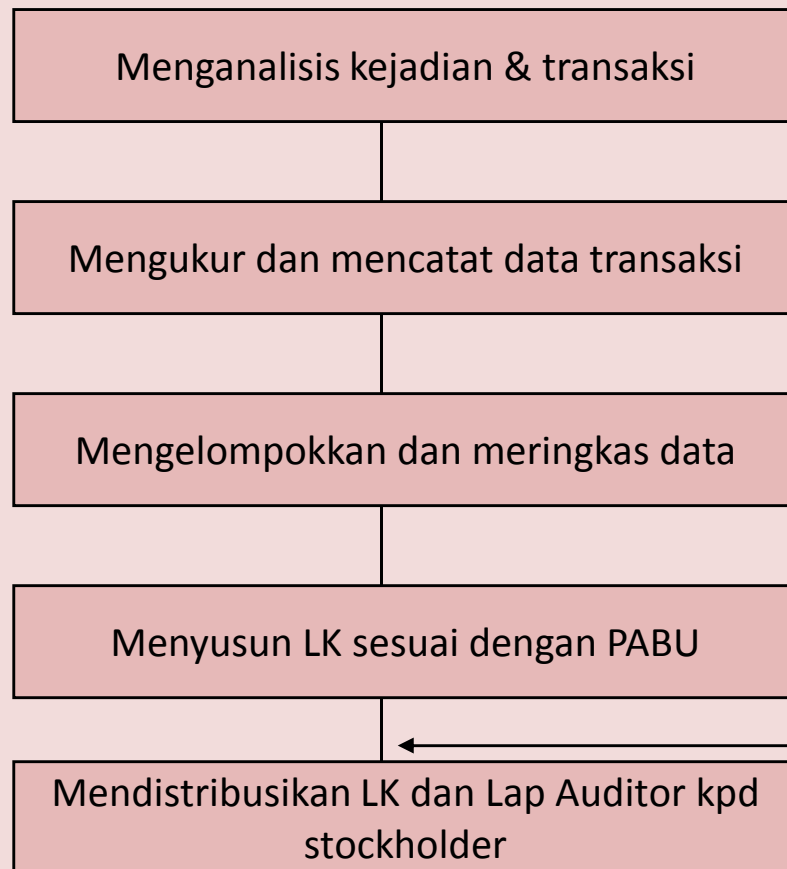 Menganalisis kejadian & transaksi
Mengukur dan mencatat data transaksi
Mengelompokkan dan meringkas data
Menyusun LK sesuai dengan PABU
Mendistribusikan LK dan Lap Auditor kpd
stockholder